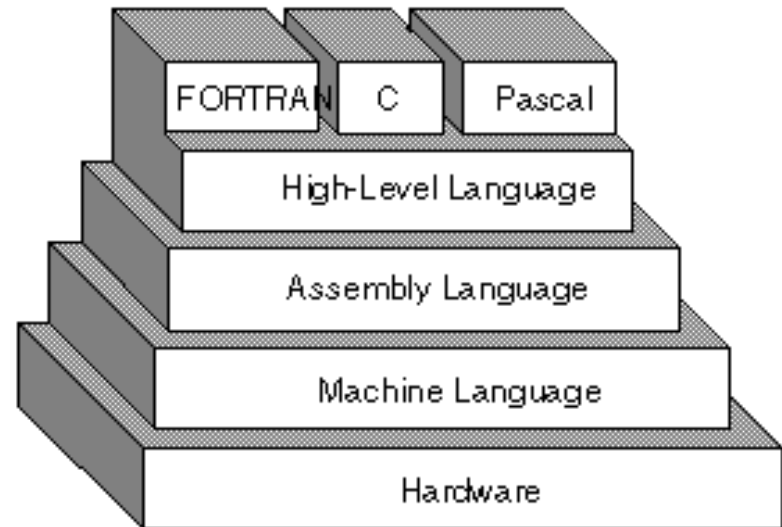 FORTRAN C Pascal
High-Level Language
Assembly Language
Machine Language
Hardware